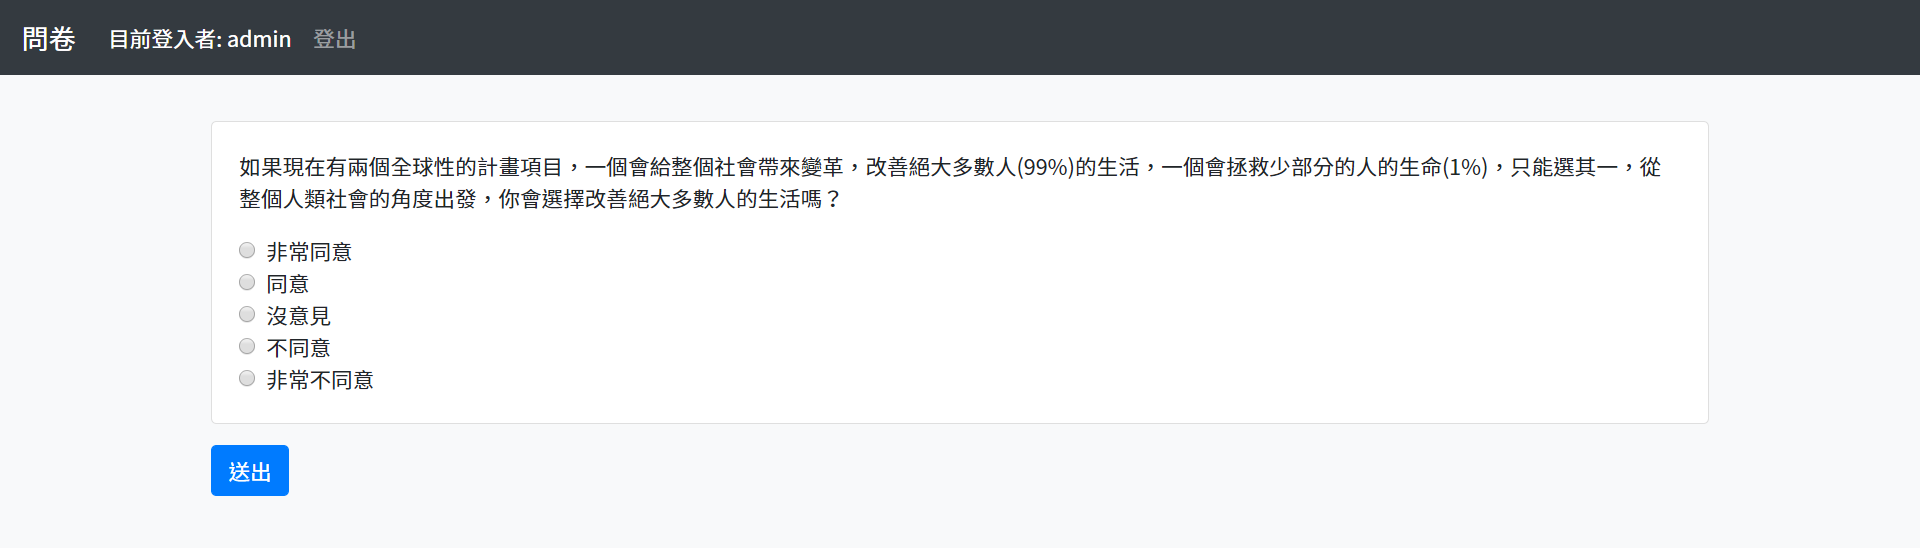 問卷 目前登入者: admin 登出
如果現在有兩個全球性的計畫項目，一個會給整個社會帶來變革，改善絕大多數人(99%)的生活，一個會拯救少部分的人的生命(1%)，只能選其一，從
整個人類社會的角度出發，你會選擇改善絕大多數人的生活嗎？
非常同意
同意
沒意見
不同意
非常不同意
送出